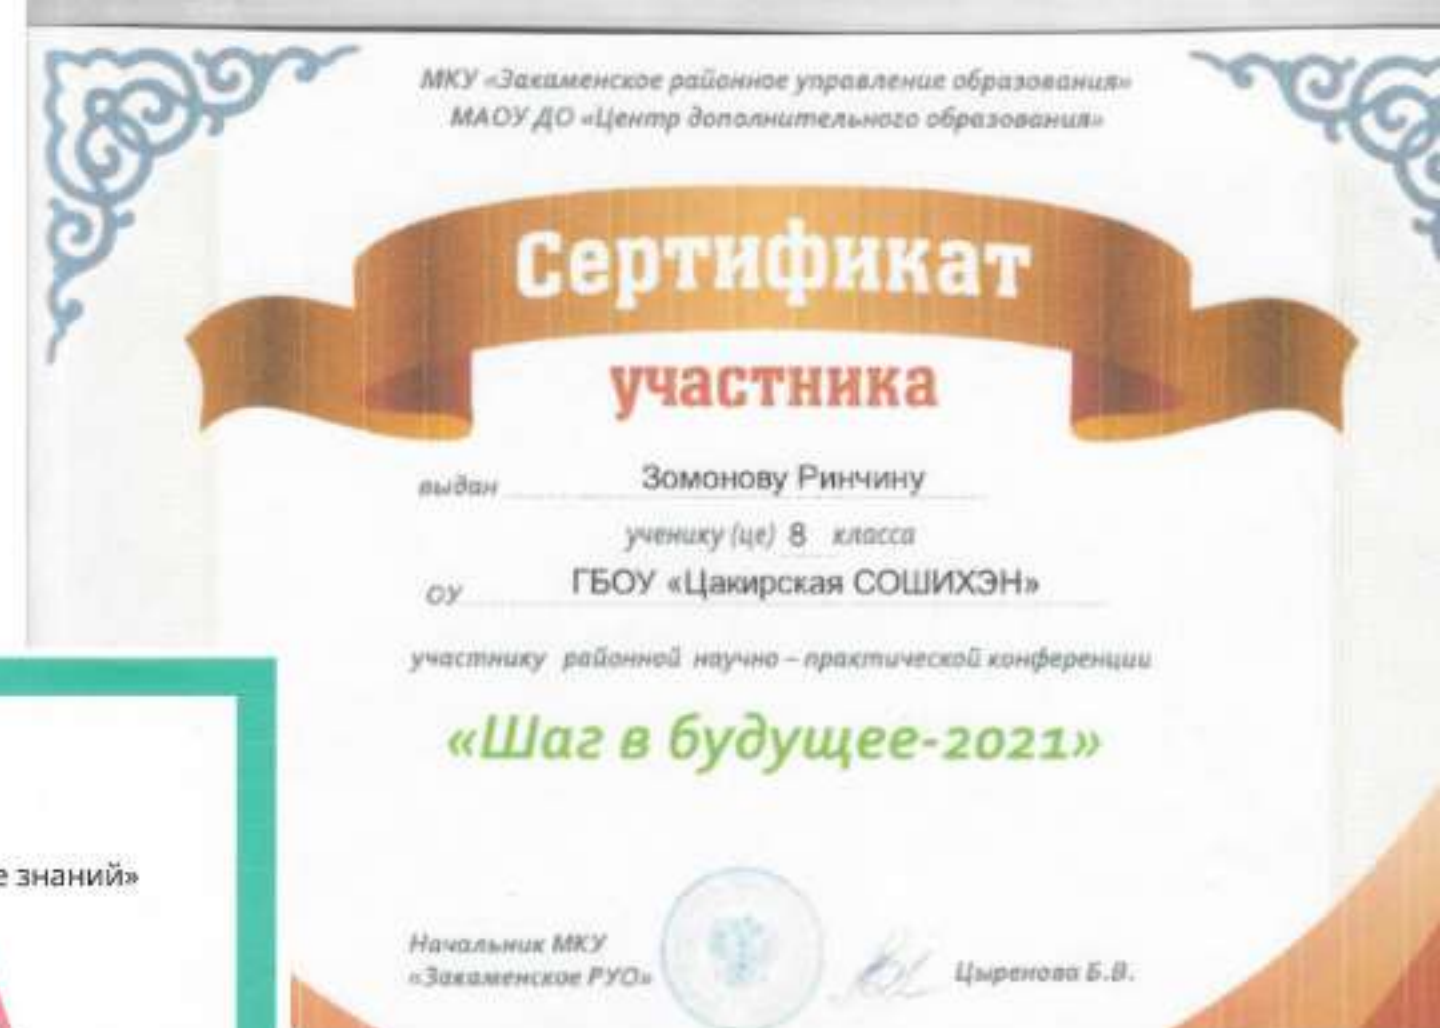 МКУ «Закаменское районное управление образования»
МАОУ ДО «Центр дополнительного образования»
Сертификат
участника
выдан Зомонову Ринчину
ученику (це) 8 класса
ОУ ГБОУ «Цакирская СОШИХЭН»
участнику районной научно – практической конференции
«Шаг в будущее-2021»
е знаний»
Начальник МКУ
«Закаменское РУО»
Цыренова Б.В.